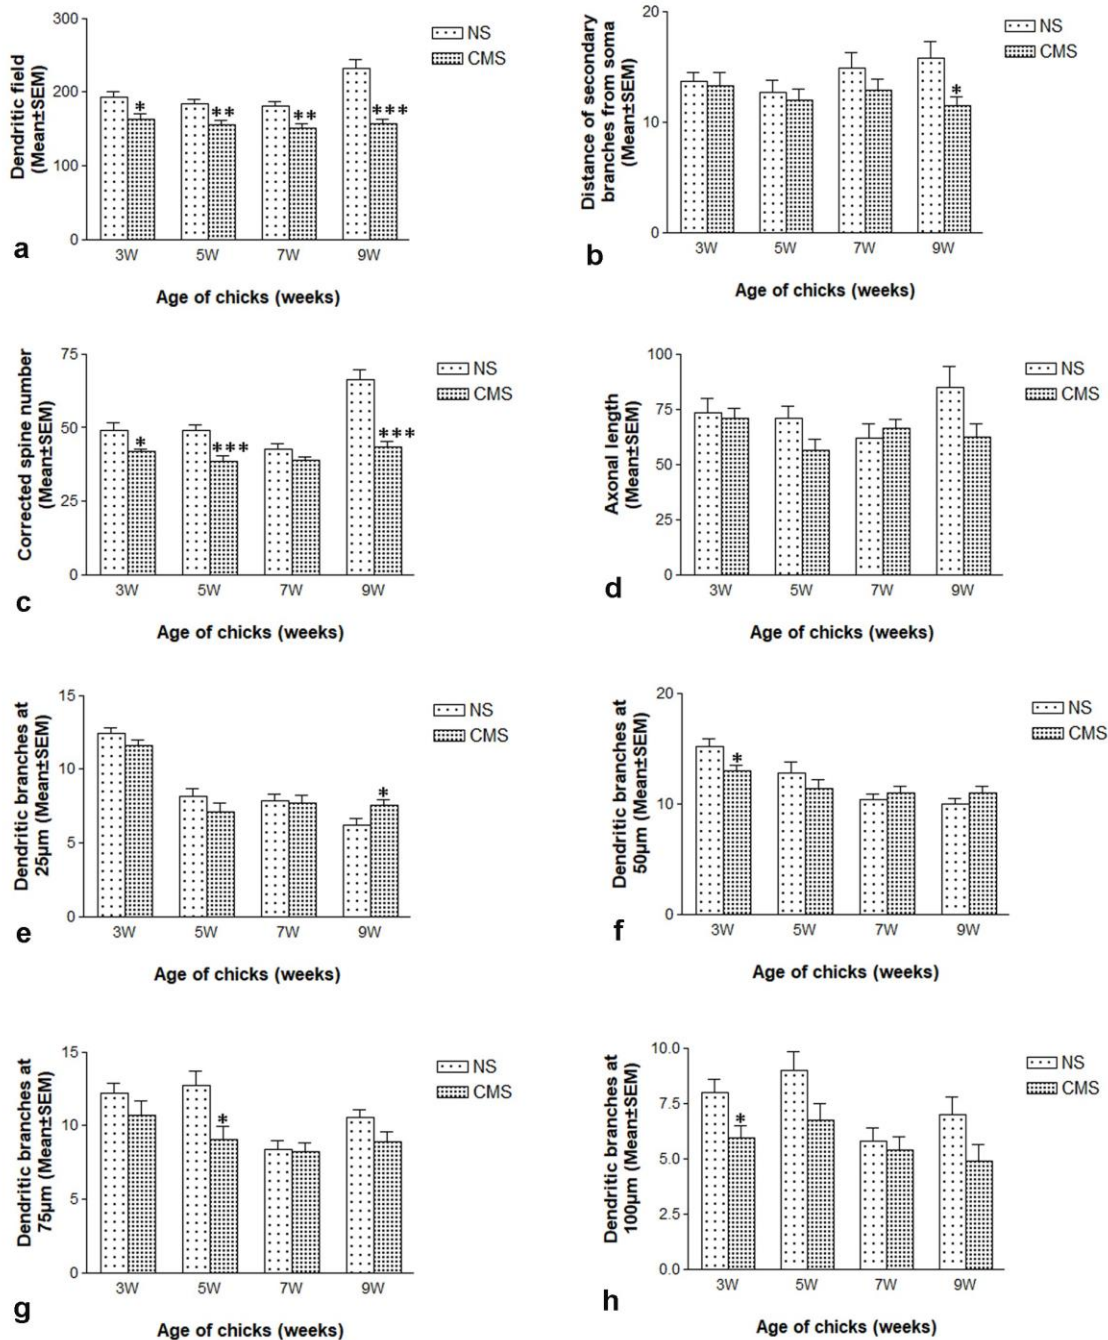 300
200
100
0
Dendritic field
(Mean±SEM)
NS
CMS
*
**
**
***
3W 5W 7W 9W
a
Age of chicks (weeks)
20
10
0
Distance of secondary
branches from soma
(Mean±SEM)
NS
CMS
*
3W 5W 7W 9W
b
Age of chicks (weeks)
75
50
25
0
Corrected spine number
(Mean±SEM)
NS
CMS
*
***
***
3W 5W 7W 9W
c
Age of chicks (weeks)
100
75
50
25
0
Axonal length
(Mean±SEM)
NS
CMS
3W 5W 7W 9W
d
Age of chicks (weeks)
15
10
5
0
Dendritic branches at
25µm (Mean±SEM)
NS
CMS
*
3W 5W 7W 9W
e
Age of chicks (weeks)
20
10
0
Dendritic branches at
50µm (Mean±SEM)
NS
CMS
*
3W 5W 7W 9W
f
Age of chicks (weeks)
15
10
5
0
Dendritic branches at
75µm (Mean±SEM)
NS
CMS
*
3W 5W 7W 9W
g
Age of chicks (weeks)
10.0
7.5
5.0
2.5
0.0
Dendritic branches at
100µm (Mean±SEM)
NS
CMS
*
3W 5W 7W 9W
h
Age of chicks (weeks)